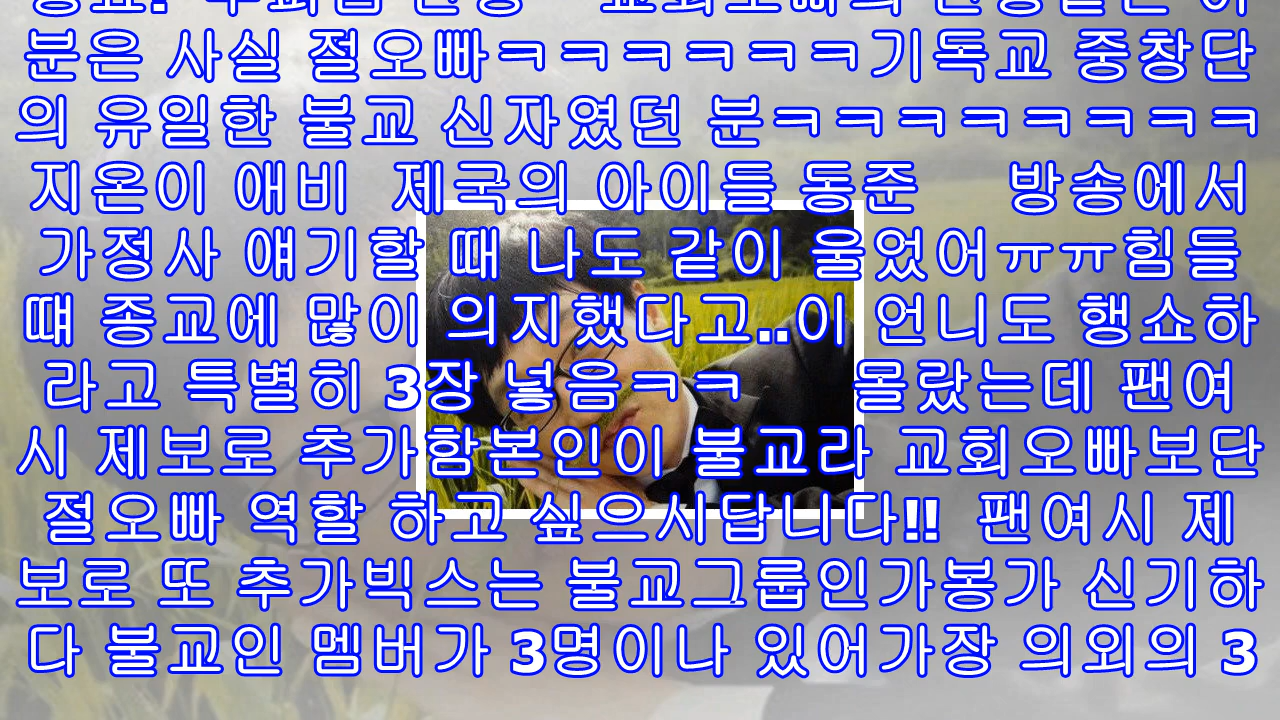 분은 사실 절오빠ㅋㅋㅋㅋㅋㅋ기독교 중창단
의 유일한 불교 신자였던 분ㅋㅋㅋㅋㅋㅋㅋㅋ
지온이 애비 제국의 아이들 동준 방송에서
가정사 얘기할 때 나도 같이 울었어ㅠㅠ힘들
떄 종교에 많이 의지했다고..이 언니도 행쇼하
라고 특별히 3장 넣음ㅋㅋ 몰랐는데 팬여
시 제보로 추가함본인이 불교라 교회오빠보단
절오빠 역할 하고 싶으시답니다!! 팬여시 제
보로 또 추가빅스는 불교그룹인가봉가 신기하
다 불교인 멤버가 3명이나 있어가장 의외의 3